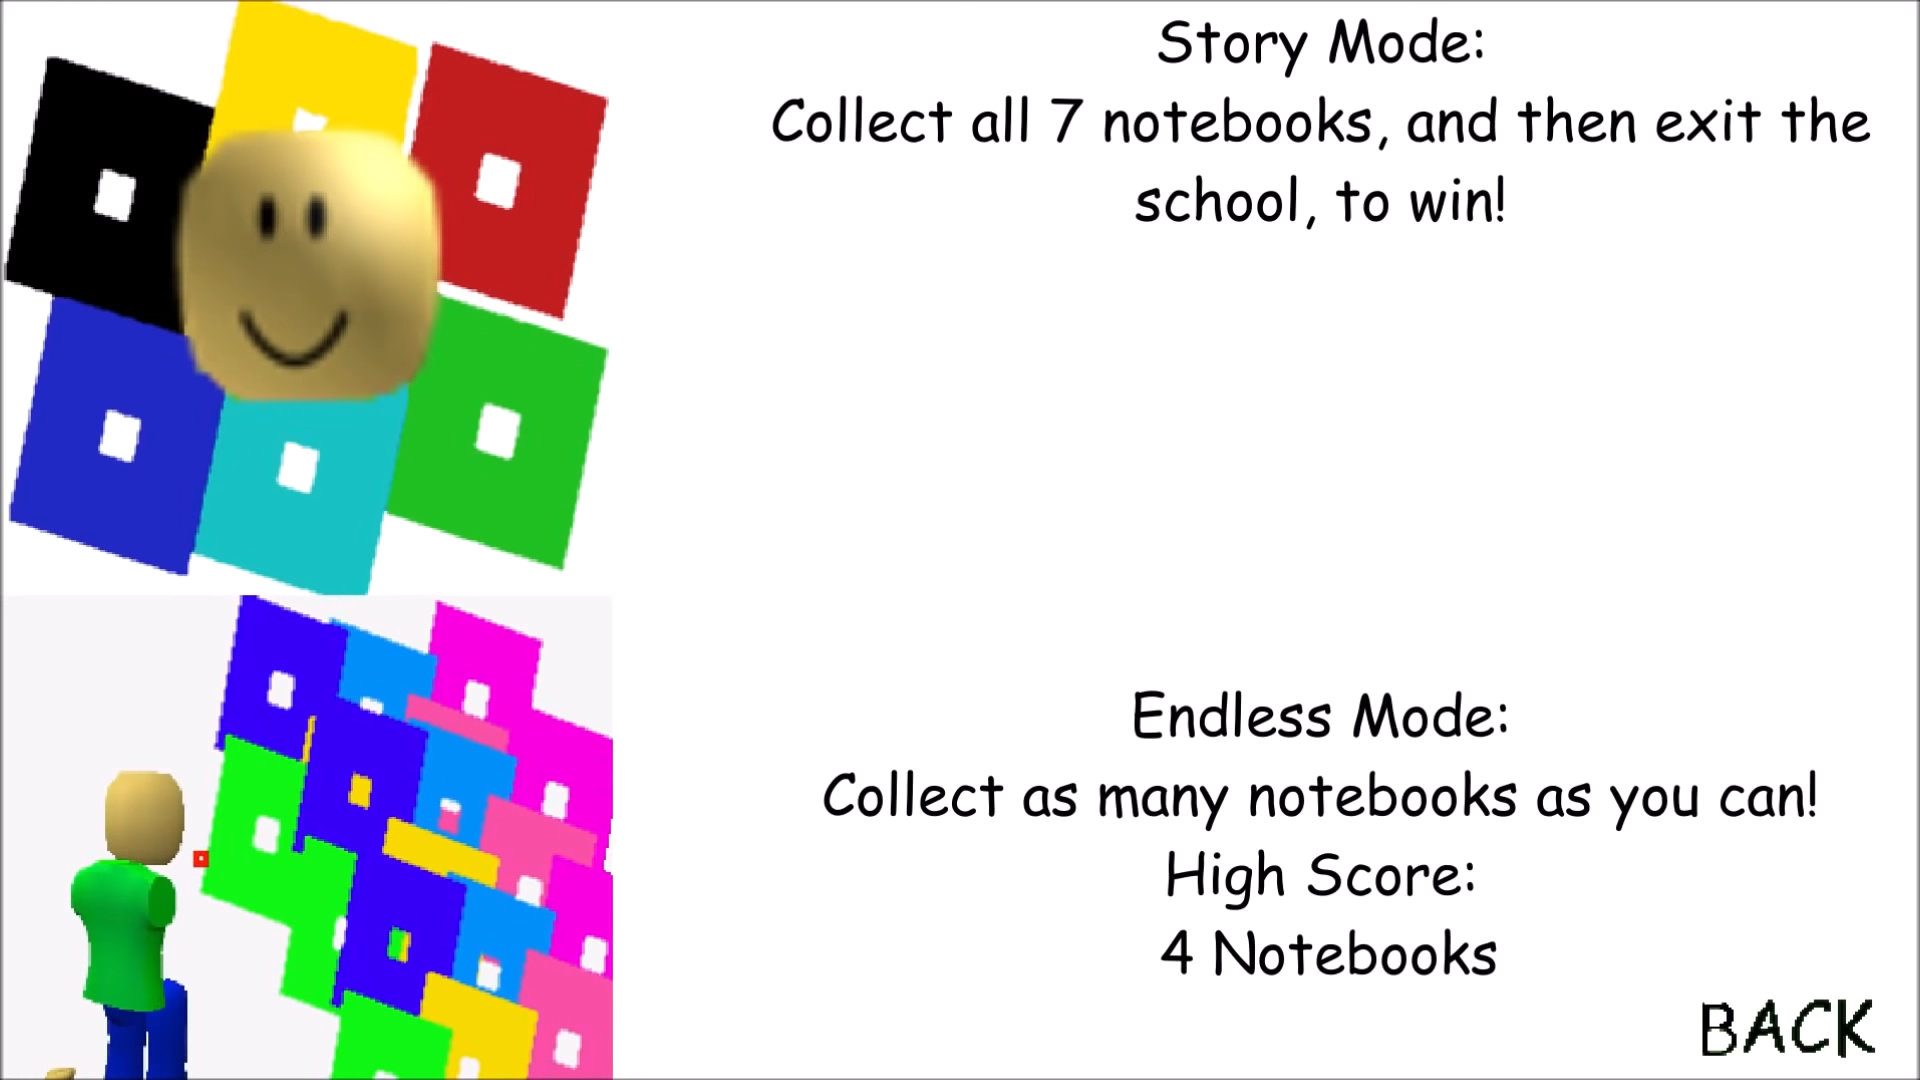 Story Mode:
Collect all 7 notebooks, and then exit the
school, to win!
Endless Mode:
Collect as many notebooks as you can!
High Score:
4 Notebooks
BACK